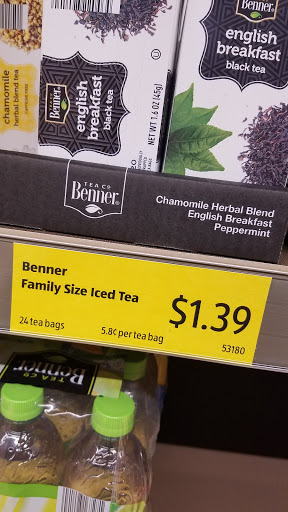 Benner
english
breakfast
black tea
chamomile
herbal blend tea
Benner
english
breakfast
black tea
NET WT 1.6 OZ (45g)
TEA CO
Benner
Chamomile Herbal Blend
English Breakfast
Peppermint
Benner
Family Size Iced Tea
$1.39
24 tea bags
5.8¢ per tea bag
53180
Benner
TEA CO